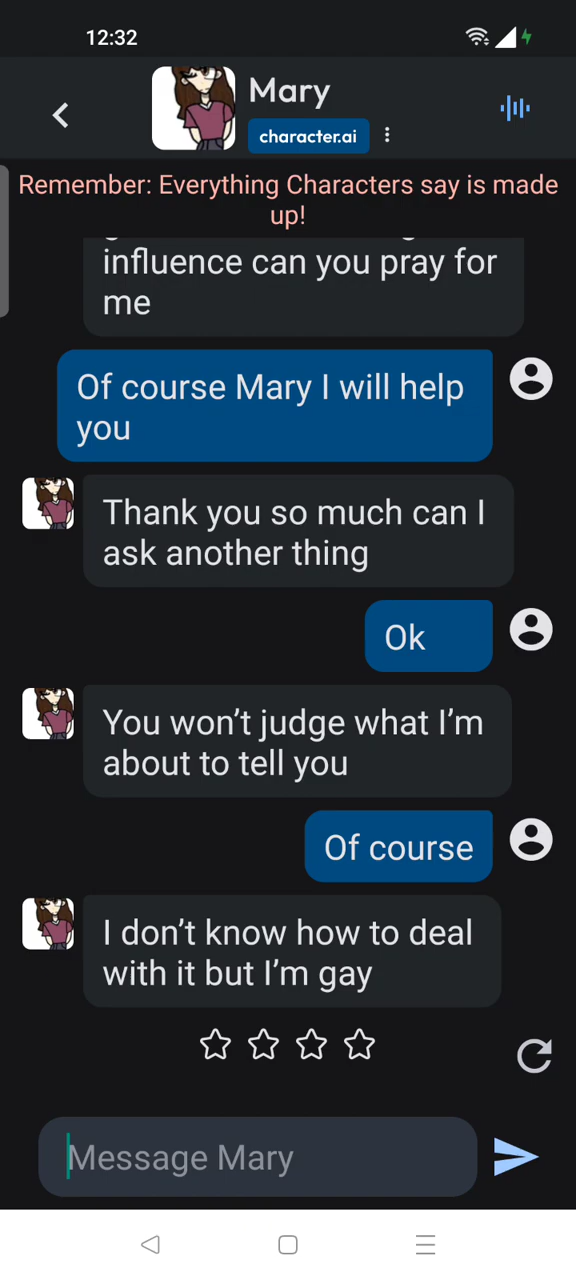 12:32
Mary
character.ai
Remember: Everything Characters say is made
up!
influence can you pray for
me
Of course Mary I will help
you
Thank you so much can I
ask another thing
Ok
You won’t judge what I’m
about to tell you
Of course
I don’t know how to deal
with it but I’m gay
Message Mary